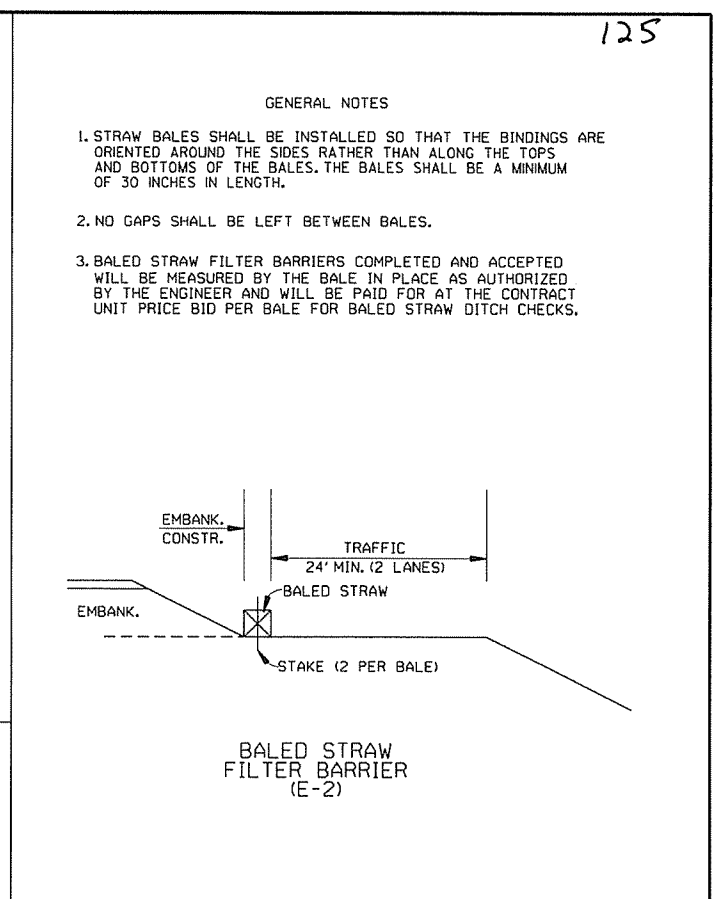 125
GENERAL NOTES
1. STRAW BALES SHALL BE INSTALLED SO THAT THE BINDINGS ARE
ORIENTED AROUND THE SIDES RATHER THAN ALONG THE TOPS
AND BOTTOMS OF THE BALES. THE BALES SHALL BE A MINIMUM
OF 30 INCHES IN LENGTH.
2. NO GAPS SHALL BE LEFT BETWEEN BALES.
3. BALED STRAW FILTER BARRIERS COMPLETED AND ACCEPTED
WILL BE MEASURED BY THE BALE IN PLACE AS AUTHORIZED
BY THE ENGINEER AND WILL BE PAID FOR AT THE CONTRACT
UNIT PRICE BID PER BALE FOR BALED STRAW DITCH CHECKS.
EMBANK.
CONSTR.
TRAFFIC
24' MIN. (2 LANES)
BALED STRAW
EMBANK.
STAKE (2 PER BALE)
BALED STRAW
FILTER BARRIER
(E-2)